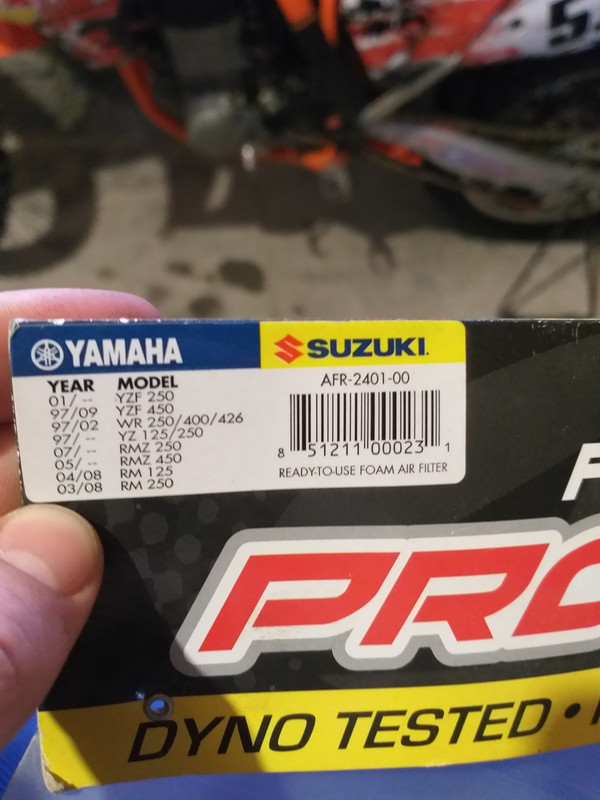 5
YAMAHA
SUZUKI.
YEAR MODEL
01/ -- YZF 250
97/09 YZF 450
97/02 WR 250/400/426
97/ -- YZ 125/250
07/ -- RMZ 250
05/ -- RMZ 450
04/08 RM 125
03/08 RM 250
AFR-2401-00
8 51211 00023 1
READY-TO-USE FOAM AIR FILTER
PRO
DYNO TESTED •